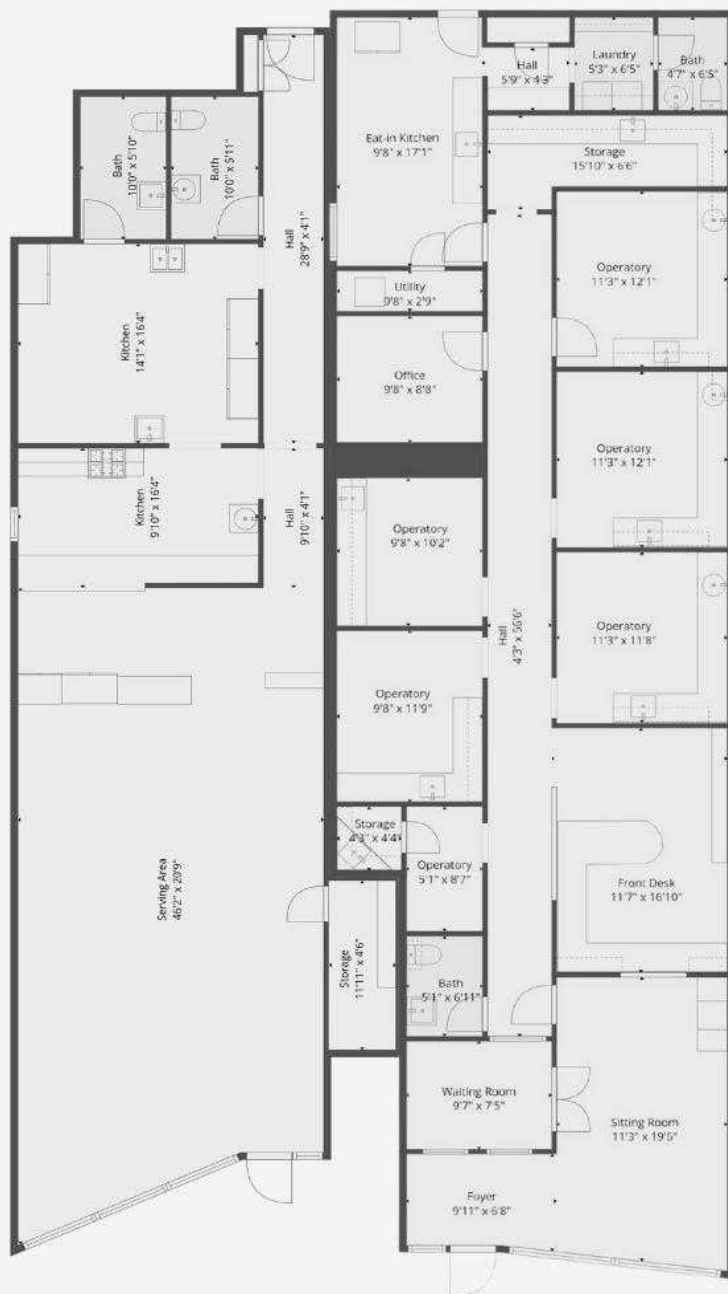 Hall
5'9" x 4'3"
Laundry
5'3" x 6'5"
Bath
4'7" x 6'5"
Eat-in Kitchen
9'8" x 17'1"
Storage
15'10" x 6'6"
Bath
10'0" x 5'10"
Bath
10'0" x 5'11"
Hall
28'9" x 4'1"
Operatory
11'3" x 12'1"
Utility
9'8" x 2'9"
Kitchen
14'1" x 16'4"
Office
9'8" x 8'8"
Operatory
11'3" x 12'1"
Kitchen
9'10" x 16'4"
Hall
9'10" x 4'1"
Operatory
9'8" x 10'2"
Hall
4'3" x 56'6"
Operatory
11'3" x 11'8"
Operatory
9'8" x 11'9"
Storage
4'3" x 4'4"
Operatory
5'1" x 8'7"
Serving Area
46'2" x 20'9"
Front Desk
11'7" x 16'10"
Storage
11'11" x 4'6"
Bath
5'1" x 6'11"
Waiting Room
9'7" x 7'5"
Sitting Room
11'3" x 19'5"
Foyer
9'11" x 6'8"